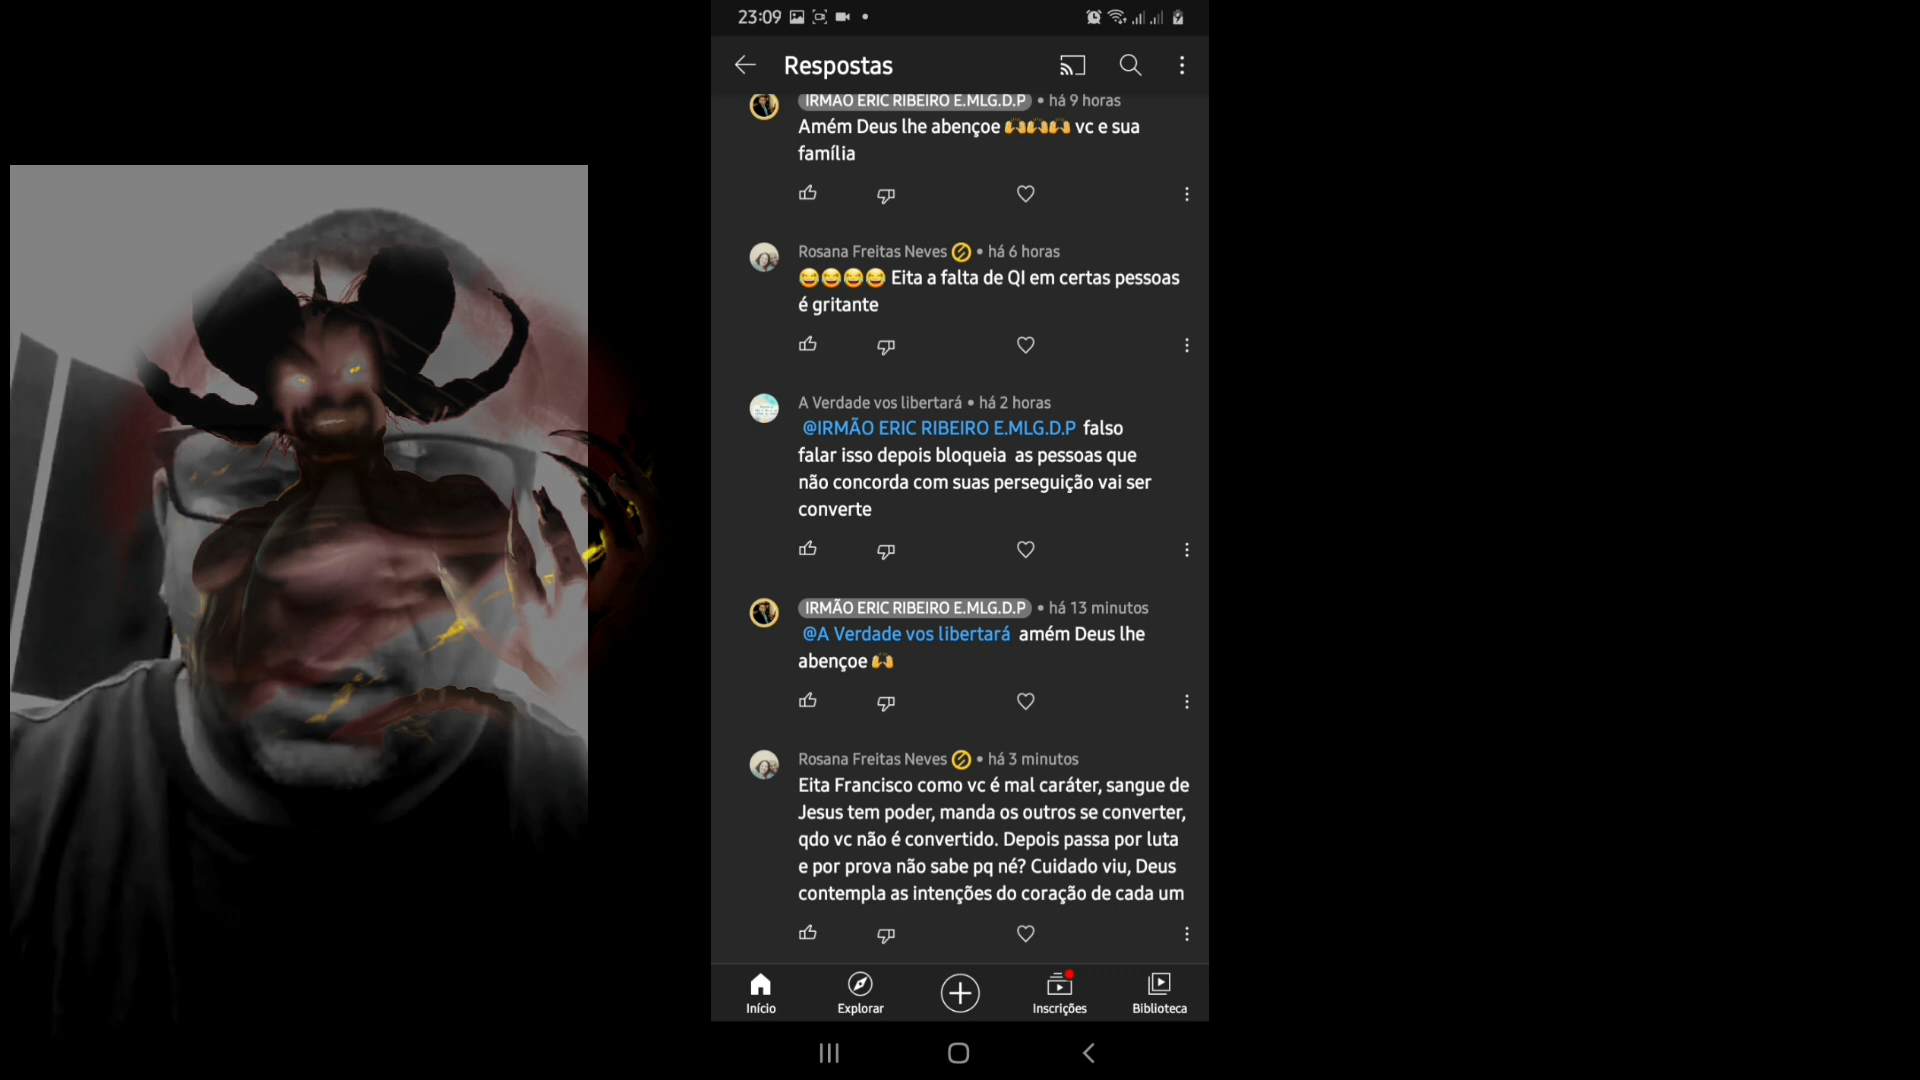 23:09
Respostas
IRMÃO ERIC RIBEIRO E.MLG.D.P • há 9 horas
Amém Deus lhe abençoe 🙌🙌🙌 vc e sua
família
Rosana Freitas Neves • há 6 horas
😂😂😂😂 Eita a falta de QI em certas pessoas
é gritante
A Verdade vos libertará • há 2 horas
@IRMÃO ERIC RIBEIRO E.MLG.D.P falso
falar isso depois bloqueia as pessoas que
não concorda com suas perseguição vai ser
converte
IRMÃO ERIC RIBEIRO E.MLG.D.P • há 13 minutos
@A Verdade vos libertará amém Deus lhe
abençoe 🙌
Rosana Freitas Neves • há 3 minutos
Eita Francisco como vc é mal caráter, sangue de
Jesus tem poder, manda os outros se converter,
qdo vc não é convertido. Depois passa por luta
e por prova não sabe pq né? Cuidado viu, Deus
contempla as intenções do coração de cada um
Início
Explorar
Inscrições
Biblioteca